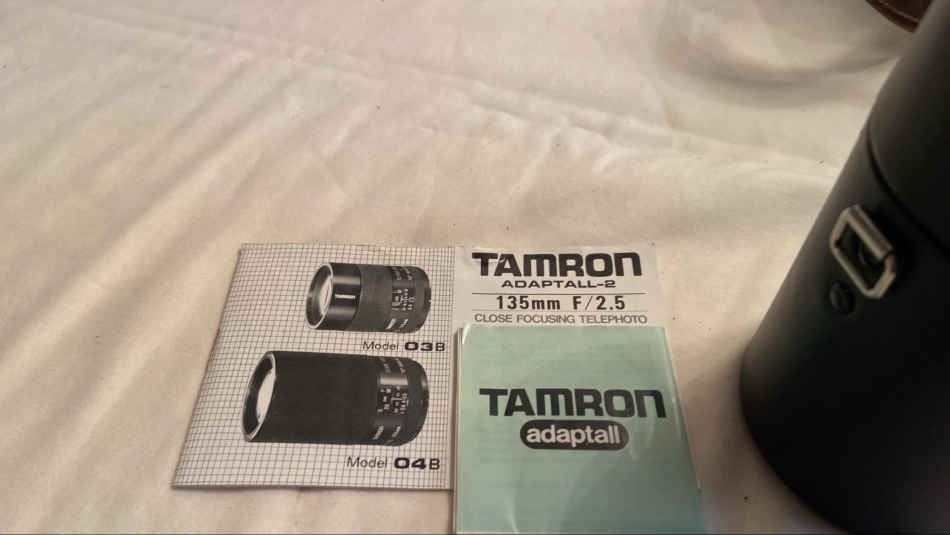 TAMRON
ADAPTALL-2
135mm F/2.5
CLOSE FOCUSING TELEPHOTO
Model 03B
Model 04B
TAMRON
adaptall